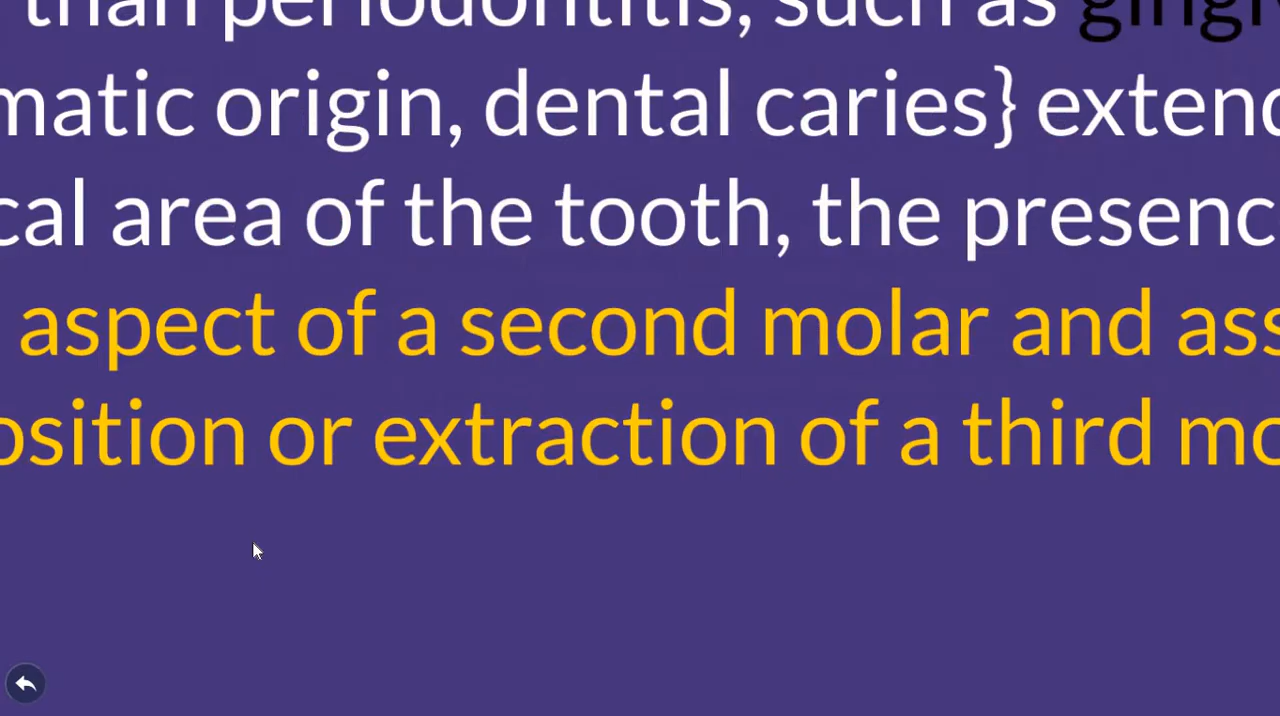 than periodontitis, such as
matic origin, dental caries} extend
cal area of the tooth, the presenc
aspect of a second molar and ass
osition or extraction of a third mo